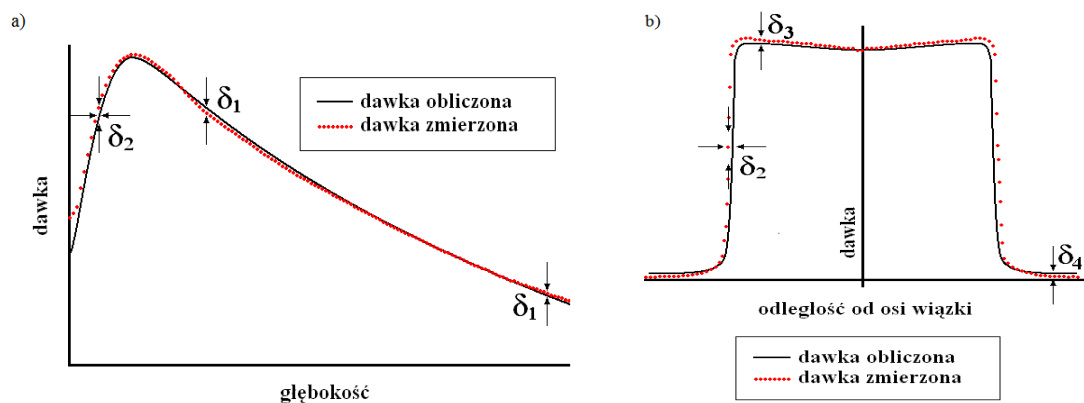 a)
δ1
δ2
dawka obliczona
dawka zmierzona
dawka
δ1
głębokość
b)
δ3
δ2
dawka
δ4
odległość od osi wiązki
dawka obliczona
dawka zmierzona